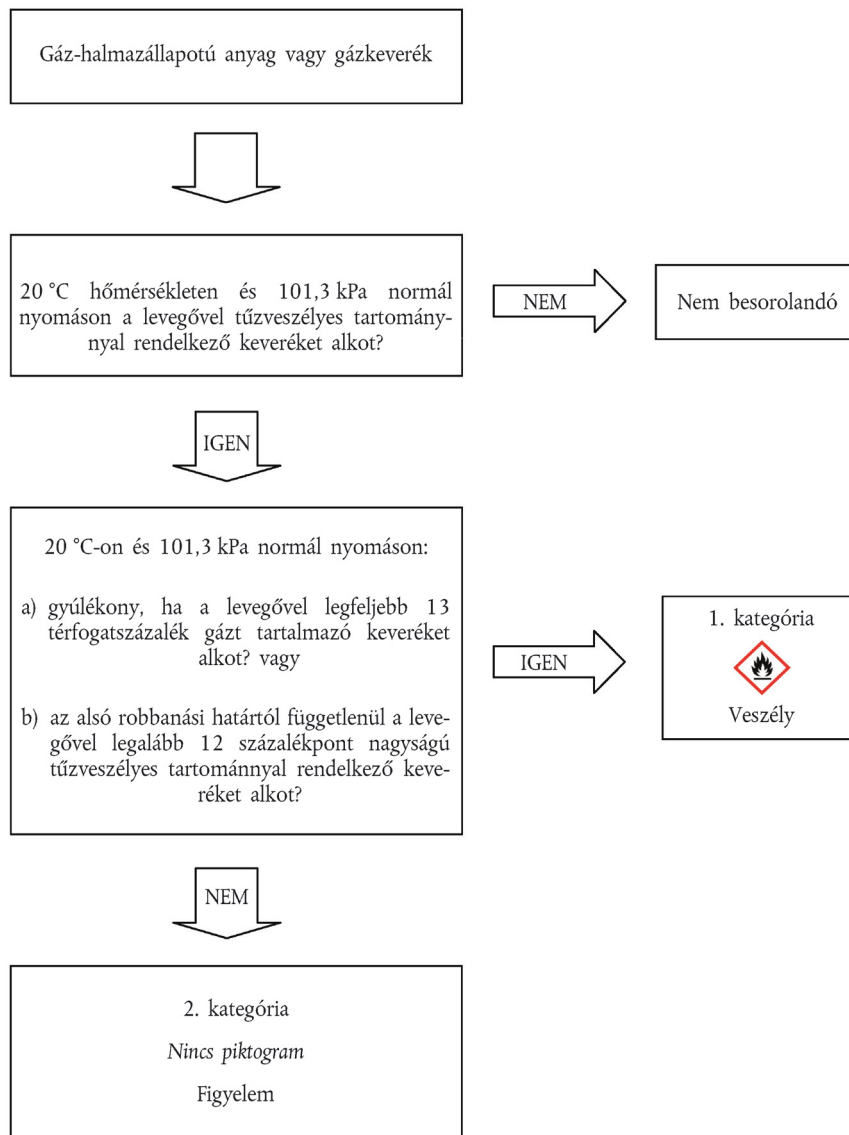 Gáz-halmazállapotú anyag vagy gázkeverék
20 °C hőmérsékleten és 101,3 kPa normál
nyomáson a levegővel tűzveszélyes tartomány-
nyal rendelkező keveréket alkot?
NEM
Nem besorolandó
IGEN
20 °C-on és 101,3 kPa normál nyomáson:
a) gyúlékony, ha a levegővel legfeljebb 13
térfogatszázalék gázt tartalmazó keveréket
alkot? vagy
b) az alsó robbanási határtól függetlenül a leve-
gővel legalább 12 százalékpont nagyságú
tűzveszélyes tartománnyal rendelkező keve-
réket alkot?
IGEN
1. kategória
Veszély
NEM
2. kategória
Nincs piktogram
Figyelem